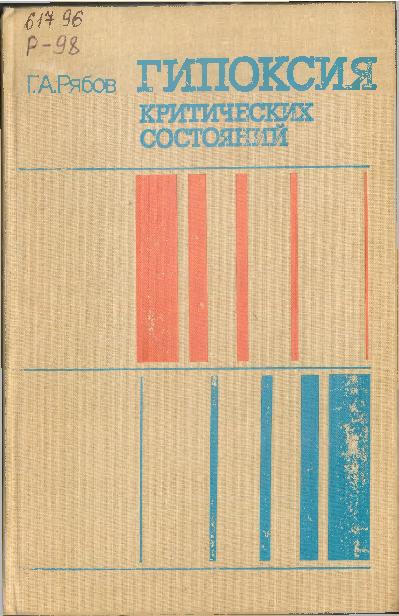 617 96
Р-98
Г.А.Рябов
ГИПОКСИЯ
КРИТИЧЕСКИХ
СОСТОЯНИЙ